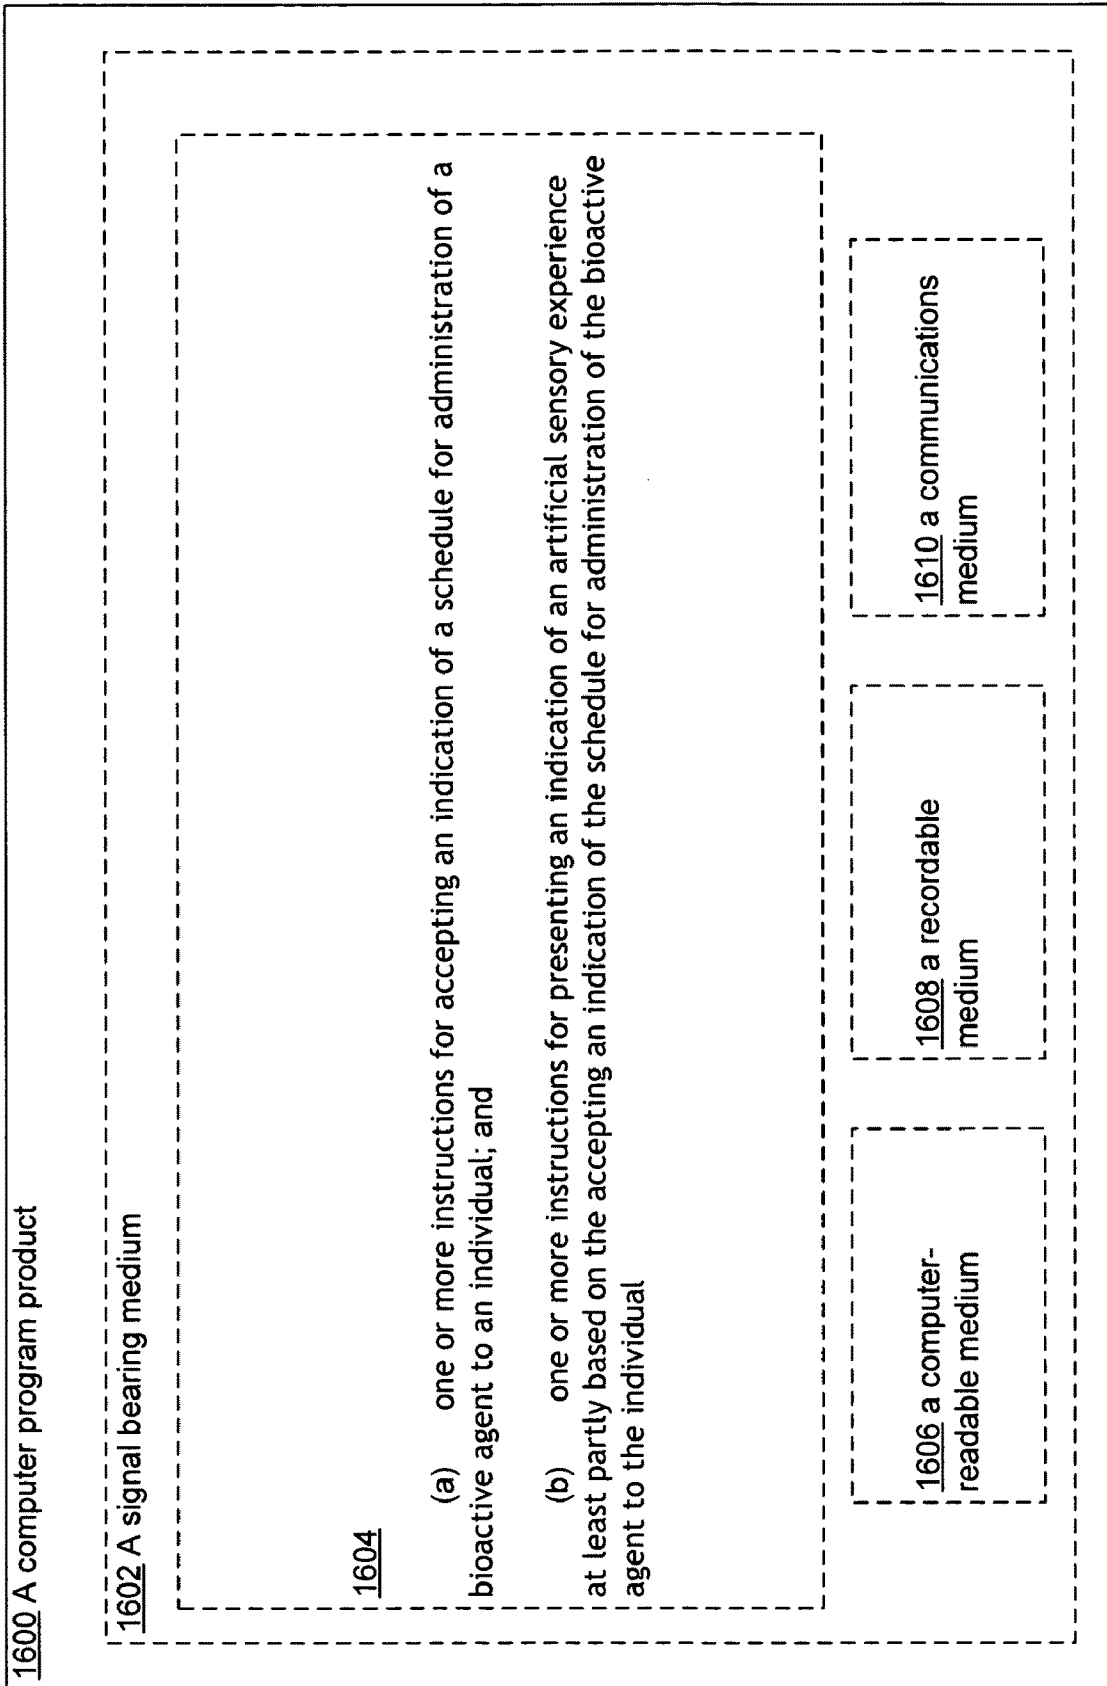 1600 A computer program product
1602 A signal bearing medium
1604
(a) one or more instructions for accepting an indication of a schedule for administration of a
bioactive agent to an individual; and
(b) one or more instructions for presenting an indication of an artificial sensory experience
at least partly based on the accepting an indication of the schedule for administration of the bioactive
agent to the individual
1606 a computer-
readable medium
1608 a recordable
medium
1610 a communications
medium